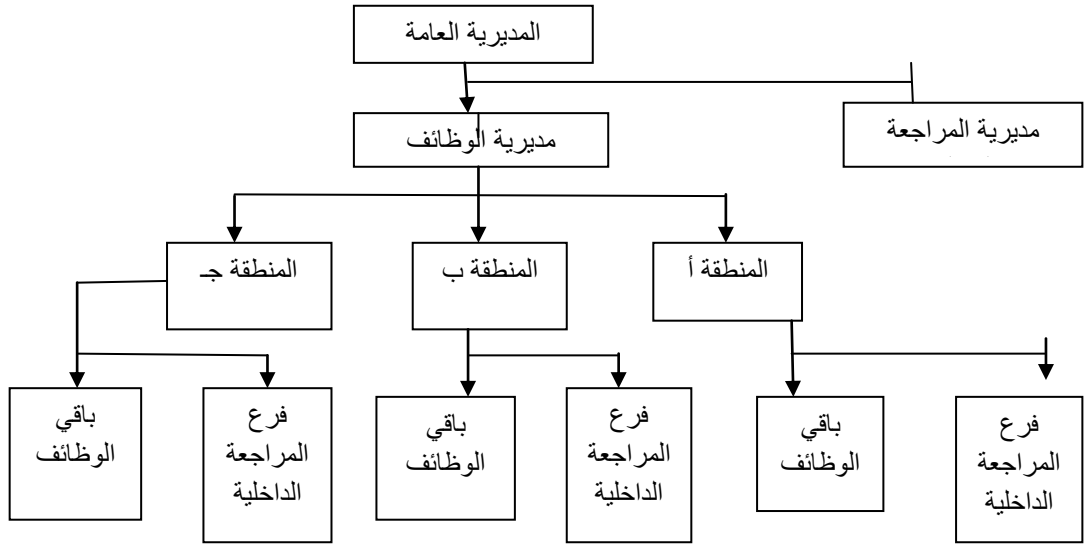 المديرية العامة
مديرية المراجعة
مديرية الوظائف
المنطقة أ
المنطقة ب
المنطقة جـ
فرع
المراجعة
الداخلية
باقي
الوظائف
فرع
المراجعة
الداخلية
باقي
الوظائف
فرع
المراجعة
الداخلية
باقي
الوظائف